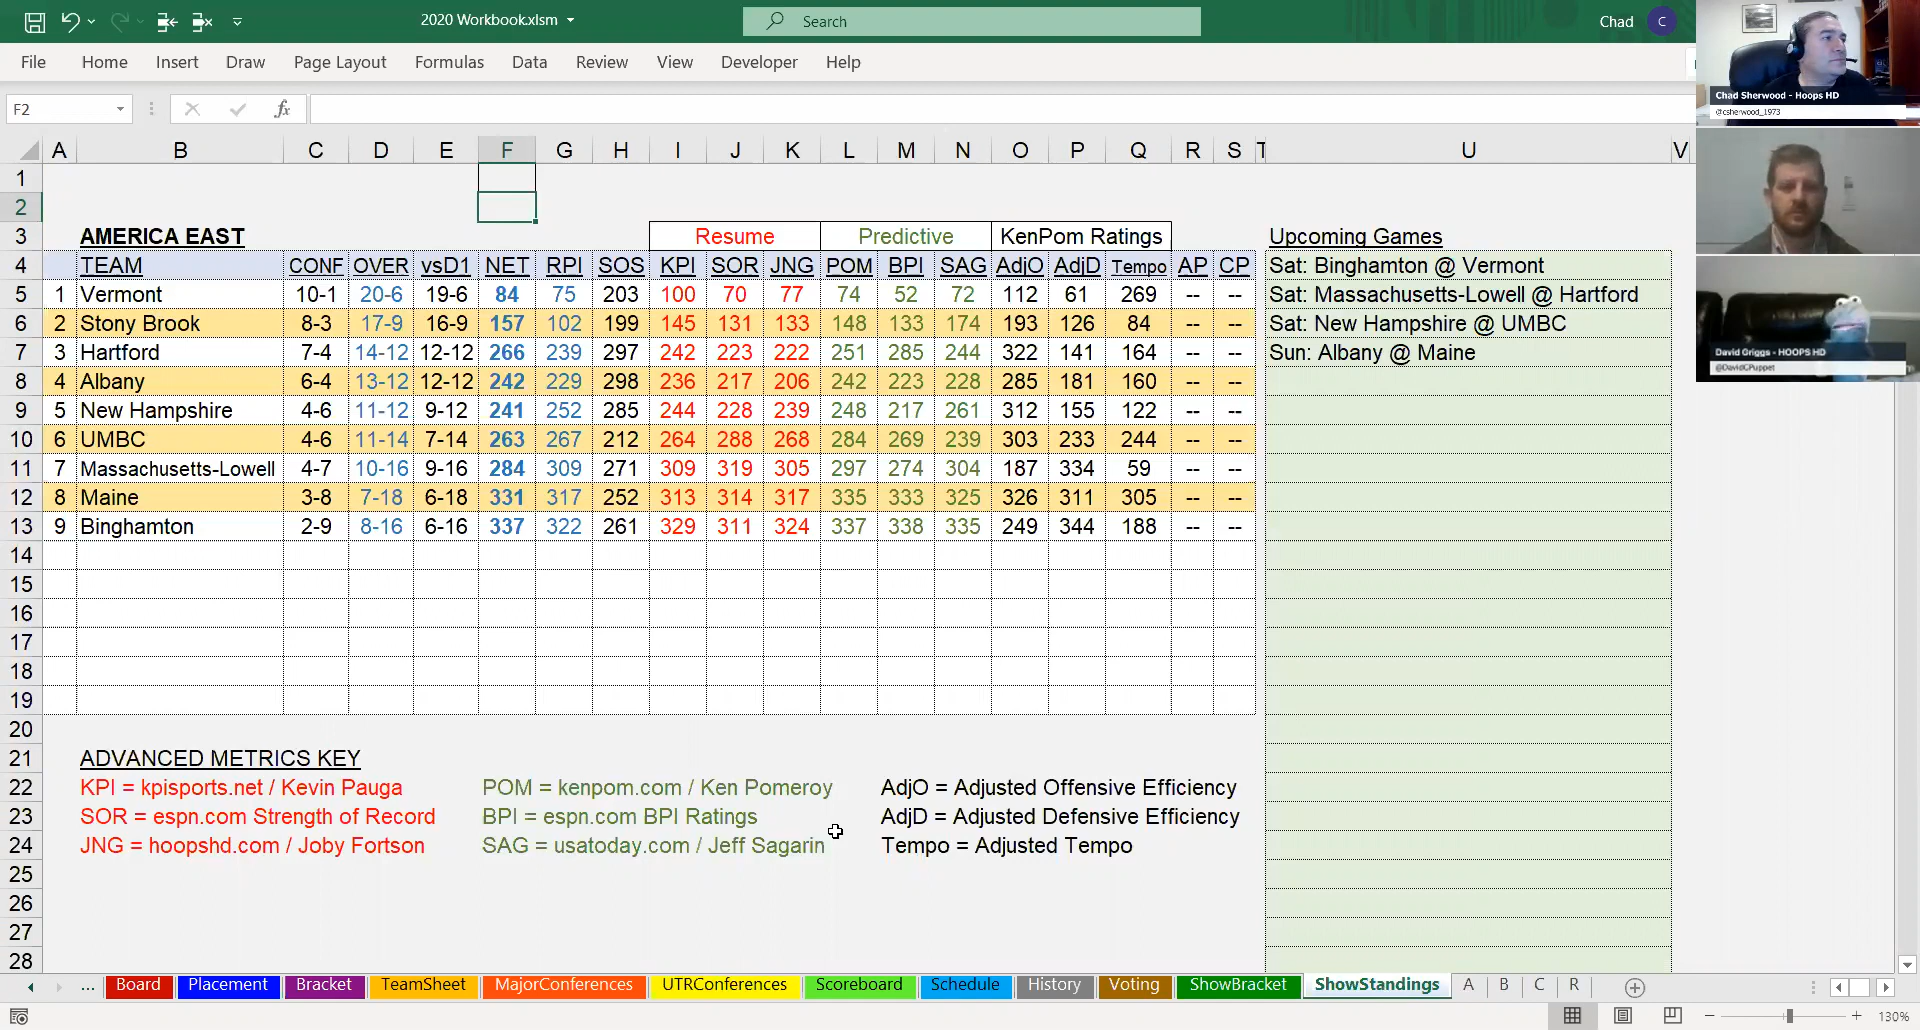 2020 Workbook.xlsm
Search
Chad C
File Home Insert Draw Page Layout Formulas Data Review View Developer Help
F2 fx
A B C D E F G H I J K L M N O P Q R S T U V
1
2
3 AMERICA EAST Resume Predictive KenPom Ratings Upcoming Games
4 TEAM CONF OVER vsD1 NET RPI SOS KPI SOR JNG POM BPI SAG AdjO AdjD Tempo AP CP Sat: Binghamton @ Vermont
5 1 Vermont 10-1 20-6 19-6 84 75 203 100 70 77 74 52 72 112 61 269 -- -- Sat: Massachusetts-Lowell @ Hartford
6 2 Stony Brook 8-3 17-9 16-9 157 102 199 145 131 133 148 133 174 193 126 84 -- -- Sat: New Hampshire @ UMBC
7 3 Hartford 7-4 14-12 12-12 266 239 297 242 223 222 251 285 244 322 141 164 -- -- Sun: Albany @ Maine
8 4 Albany 6-4 13-12 12-12 242 229 298 236 217 206 242 223 228 285 181 160 -- --
9 5 New Hampshire 4-6 11-12 9-12 241 252 285 244 228 239 248 217 261 312 155 122 -- --
10 6 UMBC 4-6 11-14 7-14 263 267 212 264 288 268 284 269 239 303 233 244 -- --
11 7 Massachusetts-Lowell 4-7 10-16 9-16 284 309 271 309 319 305 297 274 304 187 334 59 -- --
12 8 Maine 3-8 7-18 6-18 331 317 252 313 314 317 335 333 325 326 311 305 -- --
13 9 Binghamton 2-9 8-16 6-16 337 322 261 329 311 324 337 338 335 249 344 188 -- --
14
15
16
17
18
19
20
21 ADVANCED METRICS KEY
22 KPI = kpisports.net / Kevin Pauga POM = kenpom.com / Ken Pomeroy AdjO = Adjusted Offensive Efficiency
23 SOR = espn.com Strength of Record BPI = espn.com BPI Ratings AdjD = Adjusted Defensive Efficiency
24 JNG = hoopshd.com / Joby Fortson SAG = usatoday.com / Jeff Sagarin Tempo = Adjusted Tempo
25
26
27
28
... Board Placement Bracket TeamSheet MajorConferences UTRConferences Scoreboard Schedule History Voting ShowBracket ShowStandings A B C R
130%
Chad Sherwood - Hoops HD
@csherwood_1973
David Griggs - HOOPS HD
@DavidCPuppet